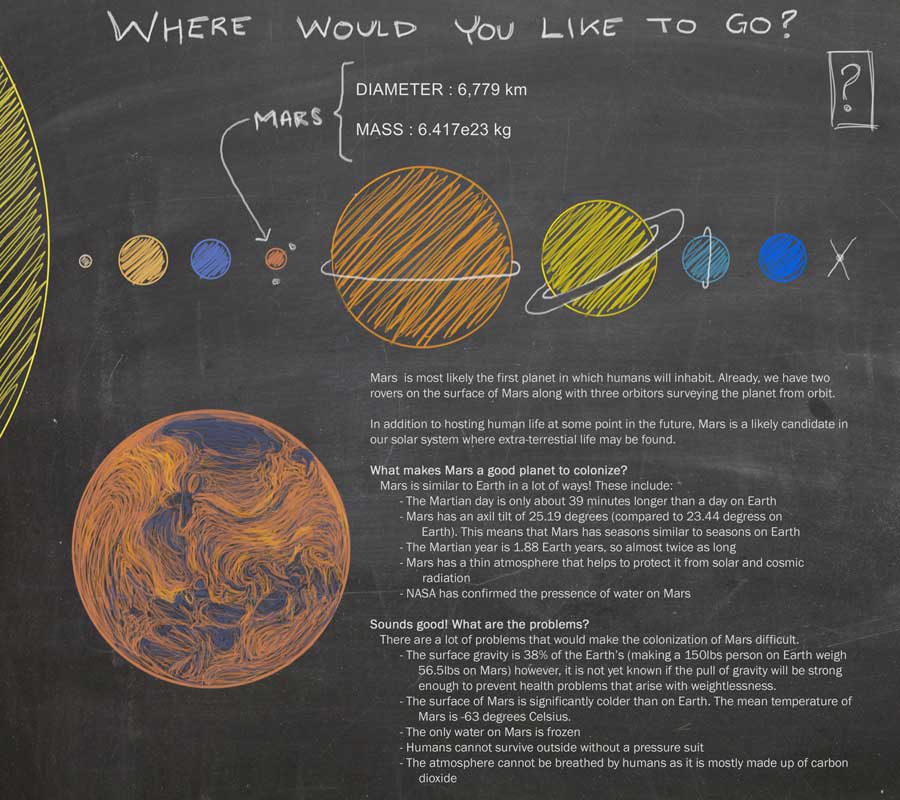 WHERE WOULD YOU LIKE TO GO?
?
MARS
DIAMETER : 6,779 km
MASS : 6.417e23 kg
X
Mars is most likely the first planet in which humans will inhabit. Already, we have two
rovers on the surface of Mars along with three orbitors surveying the planet from orbit.
In addition to hosting human life at some point in the future, Mars is a likely candidate in
our solar system where extra-terrestial life may be found.
What makes Mars a good planet to colonize?
Mars is similar to Earth in a lot of ways! These include:
- The Martian day is only about 39 minutes longer than a day on Earth
- Mars has an axil tilt of 25.19 degrees (compared to 23.44 degress on
Earth). This means that Mars has seasons similar to seasons on Earth
- The Martian year is 1.88 Earth years, so almost twice as long
- Mars has a thin atmosphere that helps to protect it from solar and cosmic
radiation
- NASA has confirmed the pressence of water on Mars
Sounds good! What are the problems?
There are a lot of problems that would make the colonization of Mars difficult.
- The surface gravity is 38% of the Earth's (making a 150lbs person on Earth weigh
56.5lbs on Mars) however, it is not yet known if the pull of gravity will be strong
enough to prevent health problems that arise with weightlessness.
- The surface of Mars is significantly colder than on Earth. The mean temperature of
Mars is -63 degrees Celsius.
- The only water on Mars is frozen
- Humans cannot survive outside without a pressure suit
- The atmosphere cannot be breathed by humans as it is mostly made up of carbon
dioxide